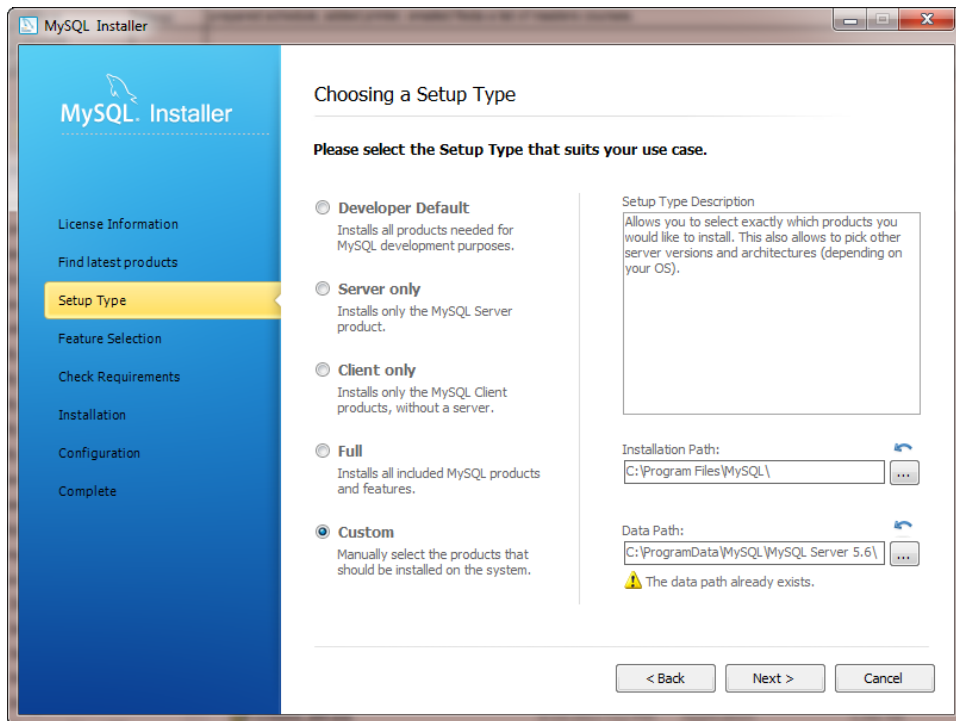 MySQL Installer
MySQL. Installer
License Information
Find latest products
Setup Type
Feature Selection
Check Requirements
Installation
Configuration
Complete
Choosing a Setup Type
Please select the Setup Type that suits your use case.
Developer Default
Installs all products needed for
MySQL development purposes.
Server only
Installs only the MySQL Server
product.
Client only
Installs only the MySQL Client
products, without a server.
Full
Installs all included MySQL products
and features.
Custom
Manually select the products that
should be installed on the system.
Setup Type Description
Allows you to select exactly which products you
would like to install. This also allows to pick other
server versions and architectures (depending on
your OS).
Installation Path:
C:\Program Files\MySQL\
...
Data Path:
C:\ProgramData\MySQL\MySQL Server 5.6\
...
The data path already exists.
< Back
Next >
Cancel